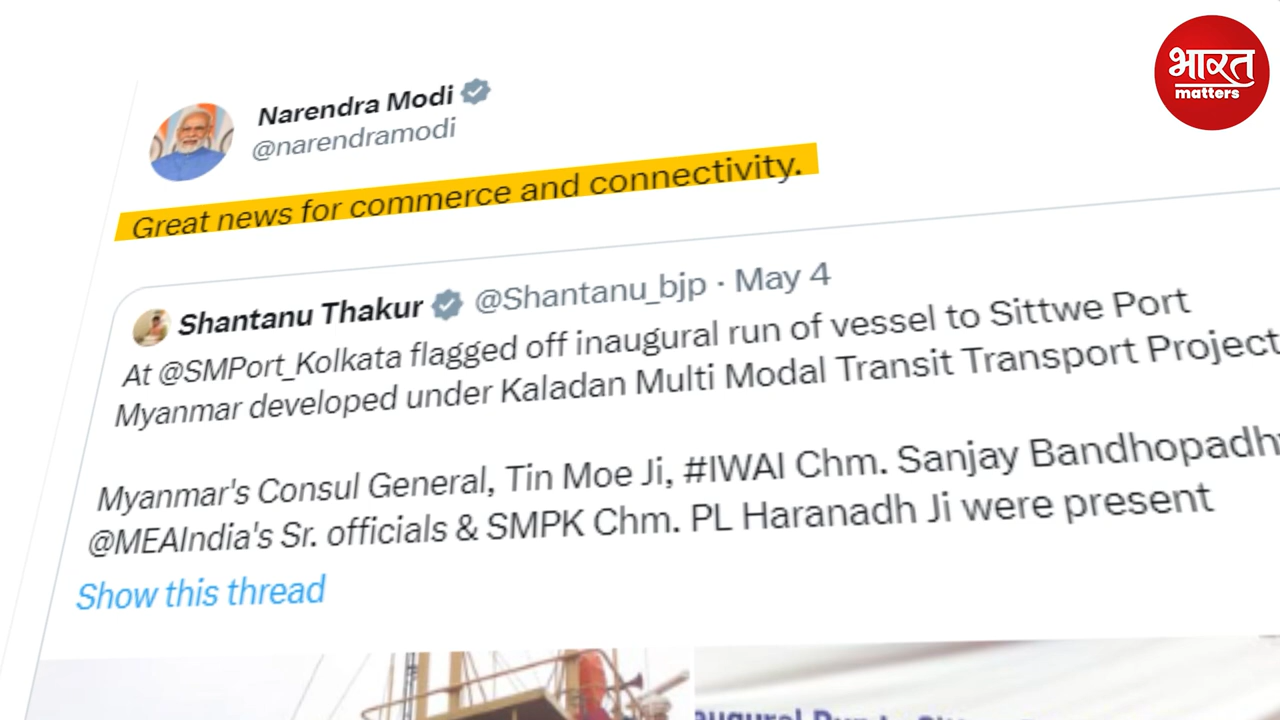 भारत
matters
Narendra Modi
@narendramodi
Great news for commerce and connectivity.
Shantanu Thakur @Shantanu_bjp · May 4
At @SMPort_Kolkata flagged off inaugural run of vessel to Sittwe Port
Myanmar developed under Kaladan Multi Modal Transit Transport Project
Myanmar's Consul General, Tin Moe Ji, #IWAI Chm. Sanjay
@MEAIndia's Sr. officials & SMPK Chm. PL Haranadh Ji were present
Show this thread